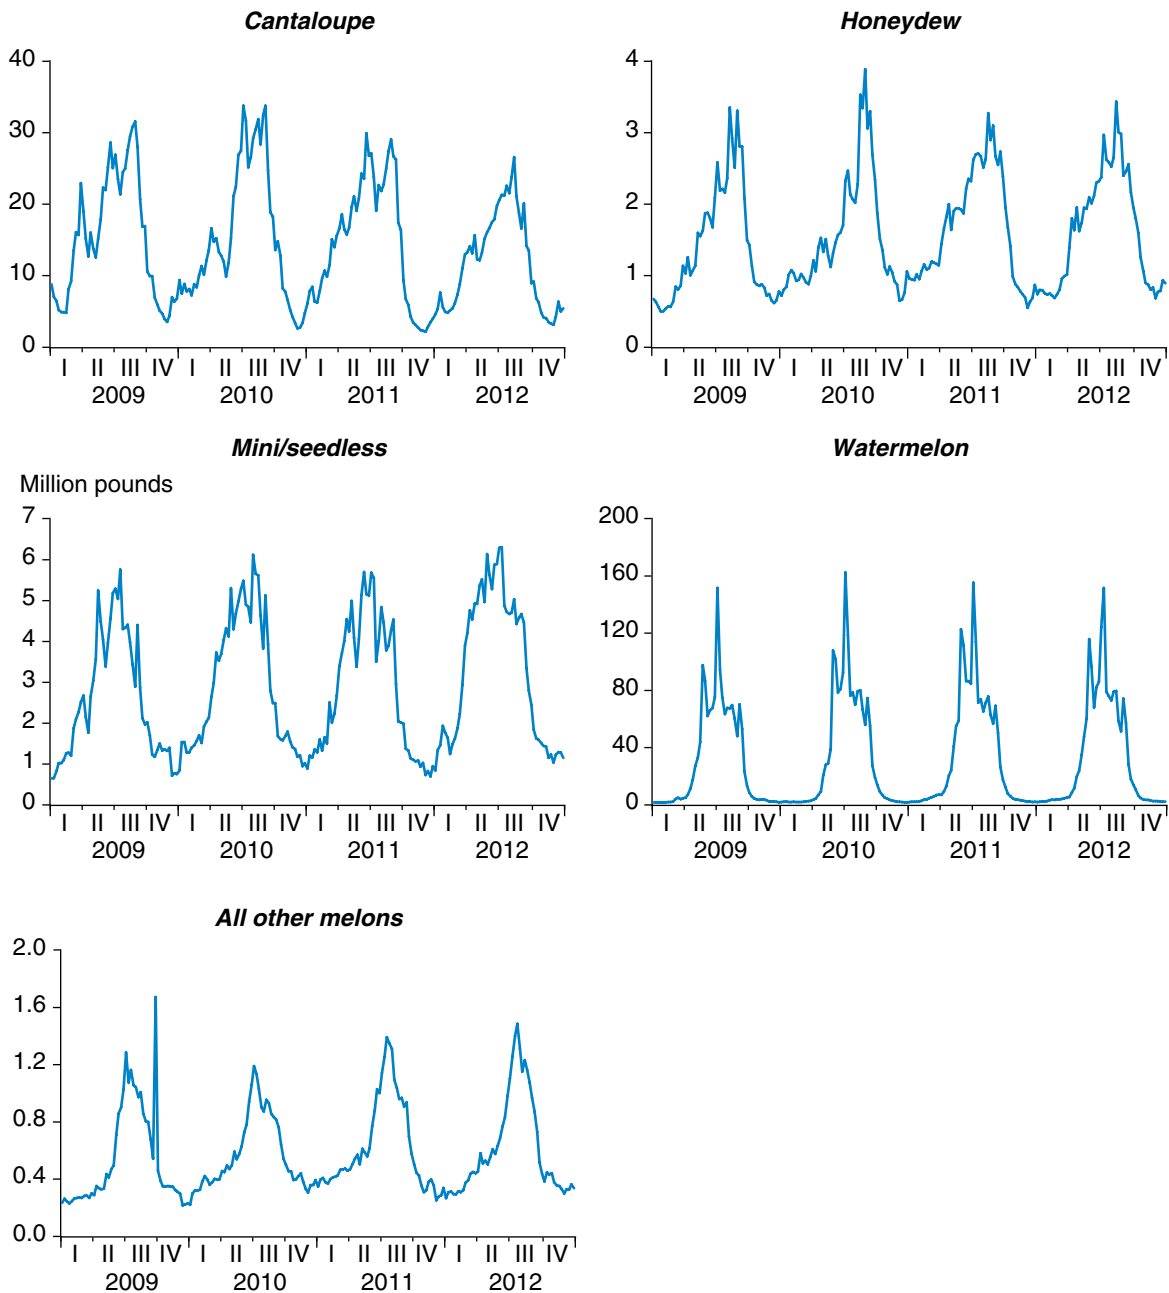 Cantaloupe
40
30
20
10
0
I II III IV I II III IV I II III IV I II III IV
2009 2010 2011 2012
Honeydew
4
3
2
1
0
I II III IV I II III IV I II III IV I II III IV
2009 2010 2011 2012
Mini/seedless
Million pounds
7
6
5
4
3
2
1
0
I II III IV I II III IV I II III IV I II III IV
2009 2010 2011 2012
Watermelon
200
160
120
80
40
0
I II III IV I II III IV I II III IV I II III IV
2009 2010 2011 2012
All other melons
2.0
1.6
1.2
0.8
0.4
0.0
I II III IV I II III IV I II III IV I II III IV
2009 2010 2011 2012